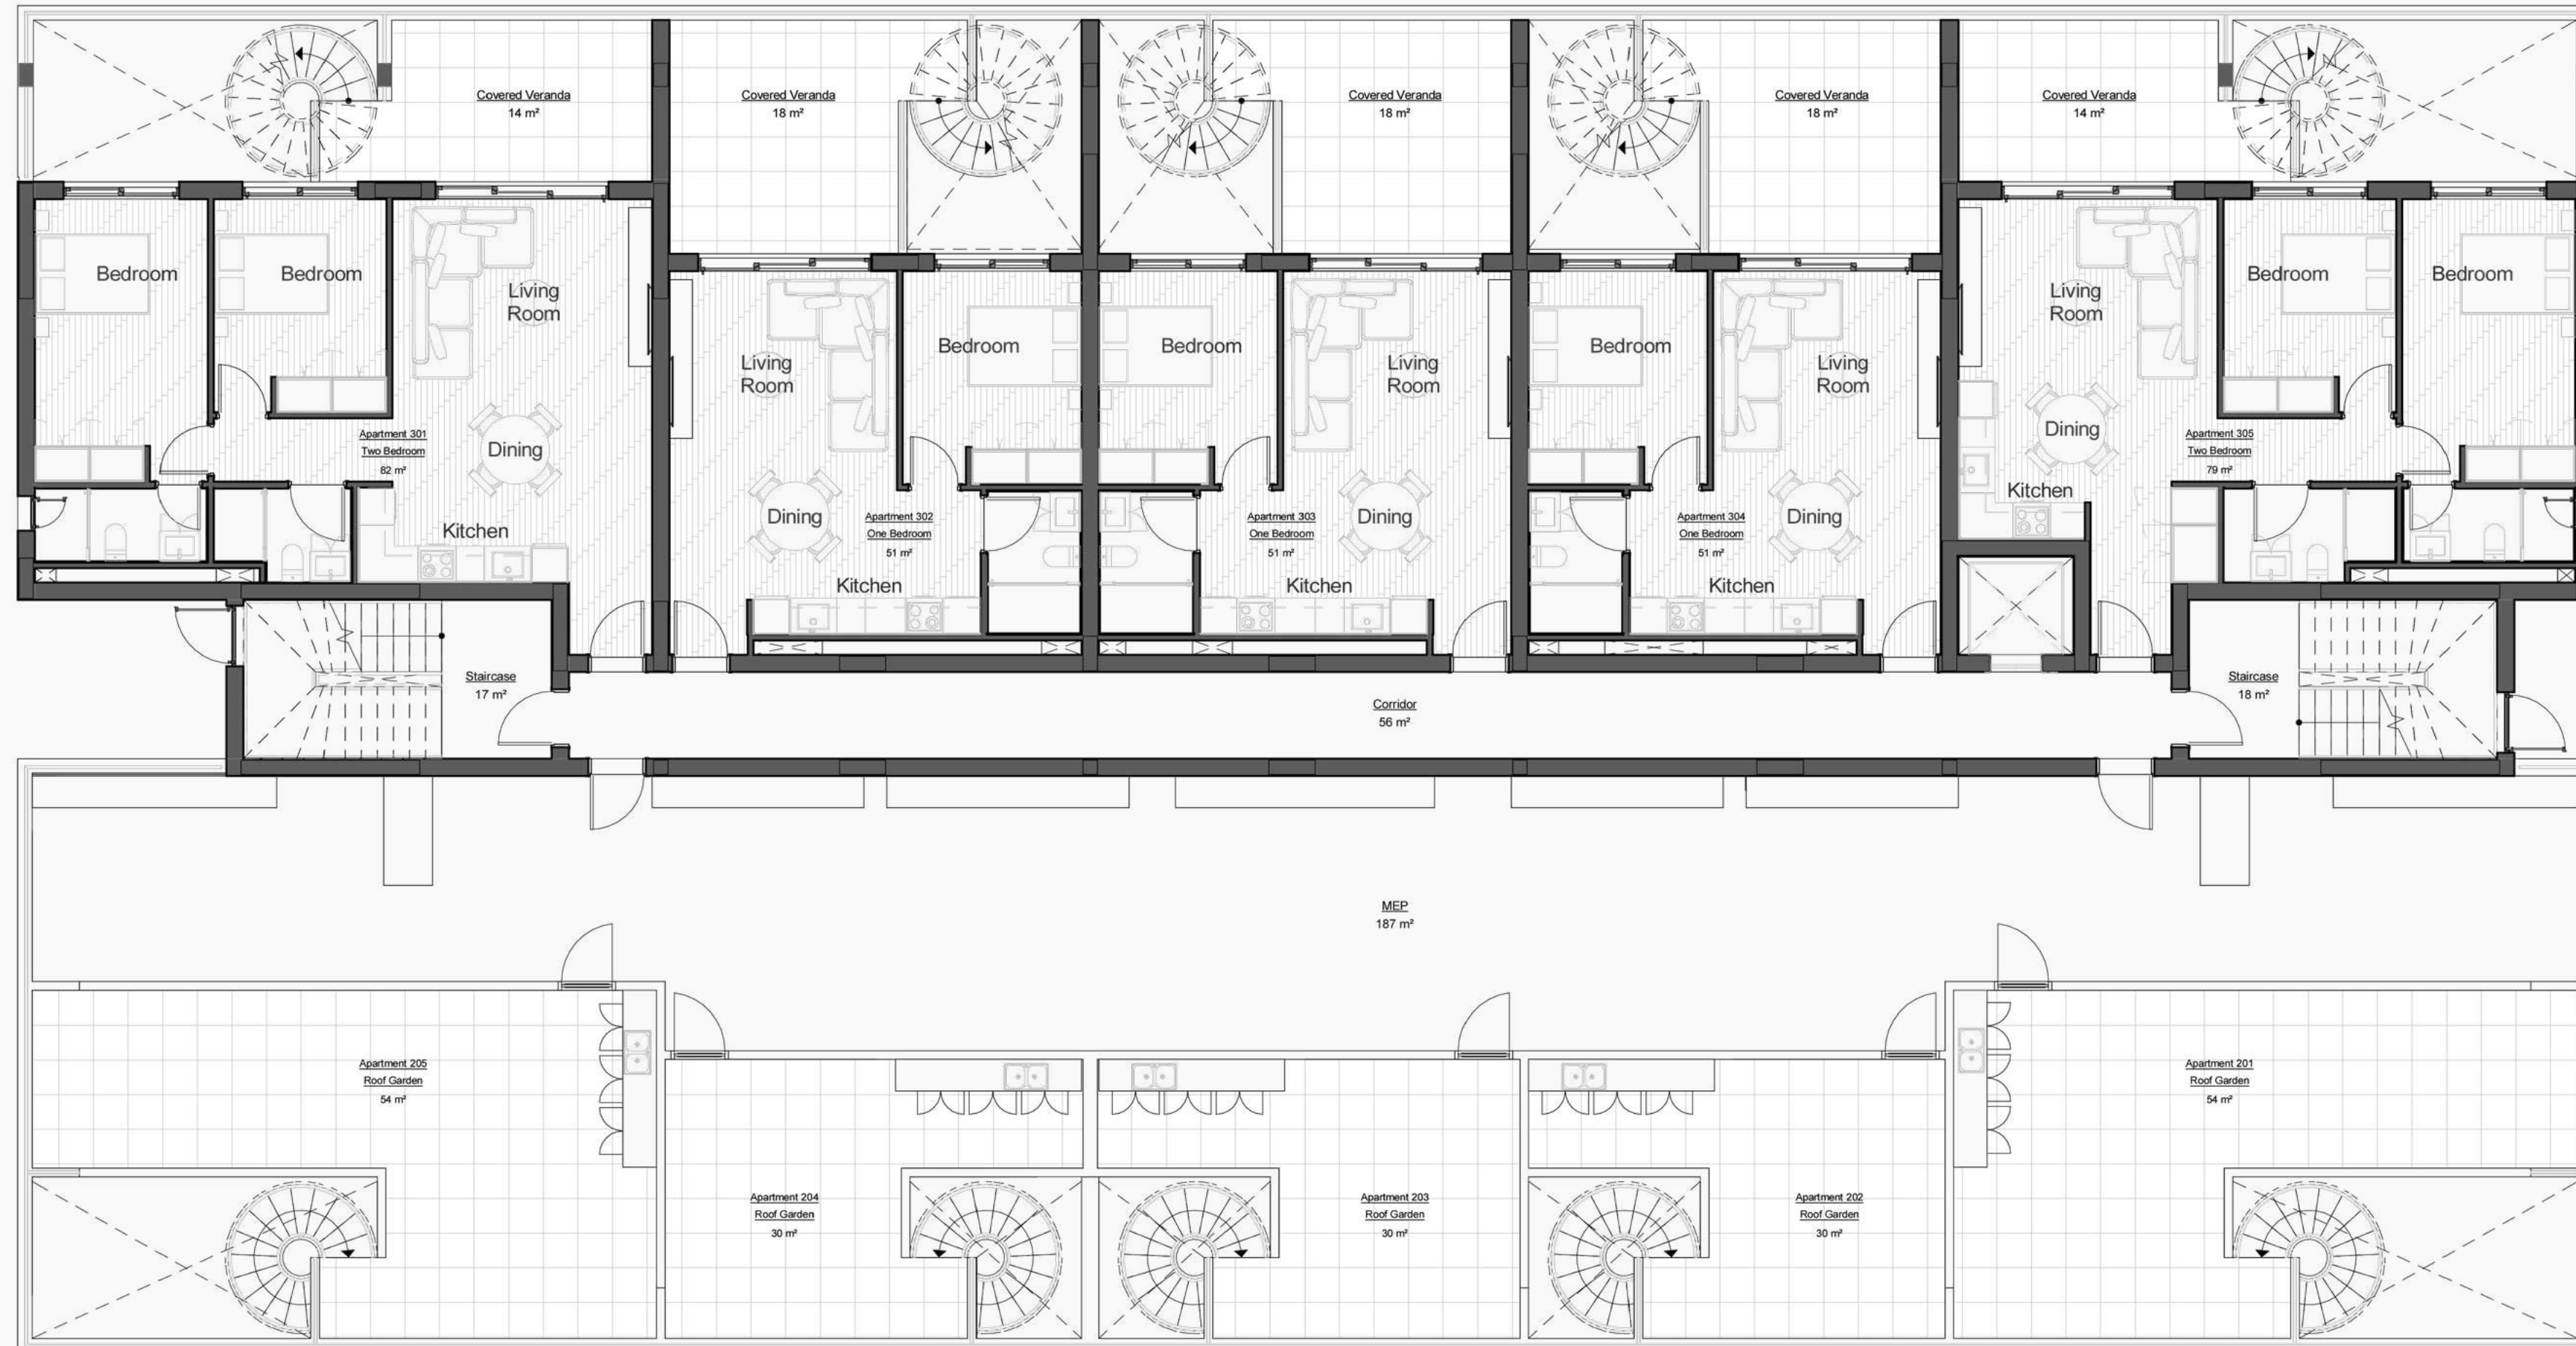 Covered Veranda
14 m²
Covered Veranda
18 m²
Covered Veranda
18 m²
Covered Veranda
18 m²
Covered Veranda
14 m²
Bedroom
Bedroom
Living
Room
Living
Room
Bedroom
Bedroom
Living
Room
Bedroom
Living
Room
Living
Room
Bedroom
Bedroom
Apartment 301
Two Bedroom
82 m²
Dining
Kitchen
Dining
Apartment 302
One Bedroom
51 m²
Kitchen
Apartment 303
One Bedroom
51 m²
Dining
Kitchen
Apartment 304
One Bedroom
51 m²
Dining
Kitchen
Dining
Kitchen
Apartment 305
Two Bedroom
79 m²
Staircase
17 m²
Corridor
56 m²
Staircase
18 m²
MEP
187 m²
Apartment 205
Roof Garden
54 m²
Apartment 204
Roof Garden
30 m²
Apartment 203
Roof Garden
30 m²
Apartment 202
Roof Garden
30 m²
Apartment 201
Roof Garden
54 m²